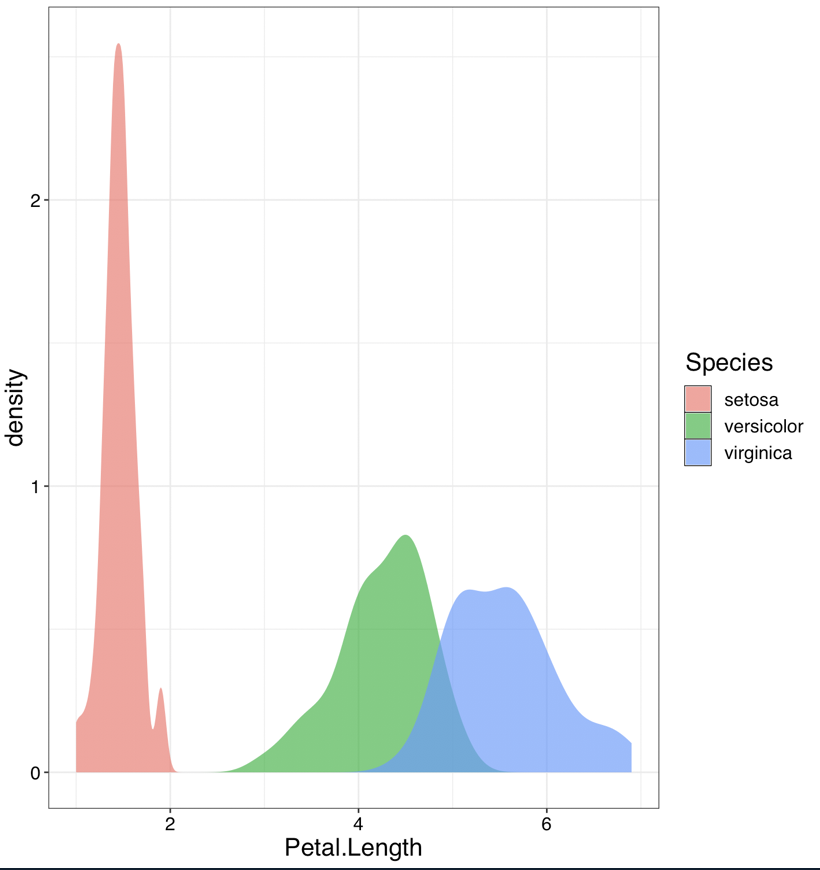 2
1
0
density
2
4
6
Petal.Length
Species
setosa
versicolor
virginica